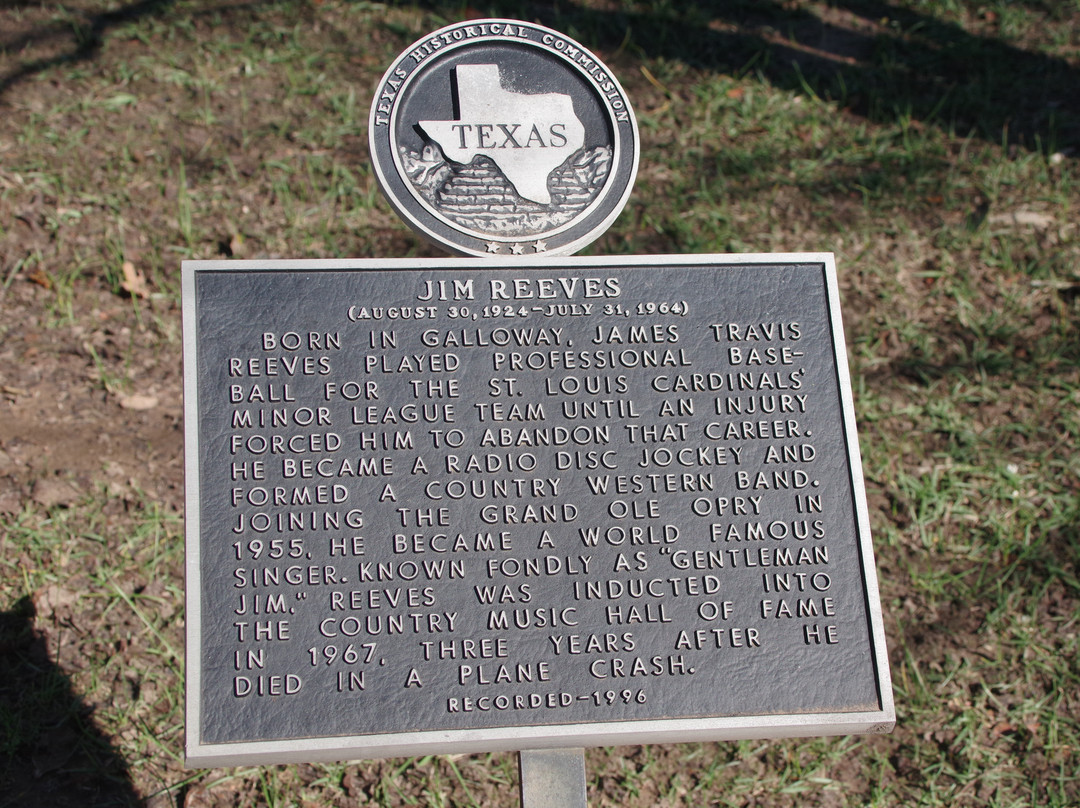 TEXAS HISTORICAL COMMISSION
TEXAS
JIM REEVES
(AUGUST 30, 1924–JULY 31, 1964)
BORN IN GALLOWAY, JAMES TRAVIS
REEVES PLAYED PROFESSIONAL BASE-
BALL FOR THE ST. LOUIS CARDINALS'
MINOR LEAGUE TEAM UNTIL AN INJURY
FORCED HIM TO ABANDON THAT CAREER.
HE BECAME A RADIO DISC JOCKEY AND
FORMED A COUNTRY WESTERN BAND.
JOINING THE GRAND OLE OPRY IN
1955, HE BECAME A WORLD FAMOUS
SINGER. KNOWN FONDLY AS "GENTLEMAN
JIM," REEVES WAS INDUCTED INTO
THE COUNTRY MUSIC HALL OF FAME
IN 1967, THREE YEARS AFTER HE
DIED IN A PLANE CRASH.
RECORDED–1996